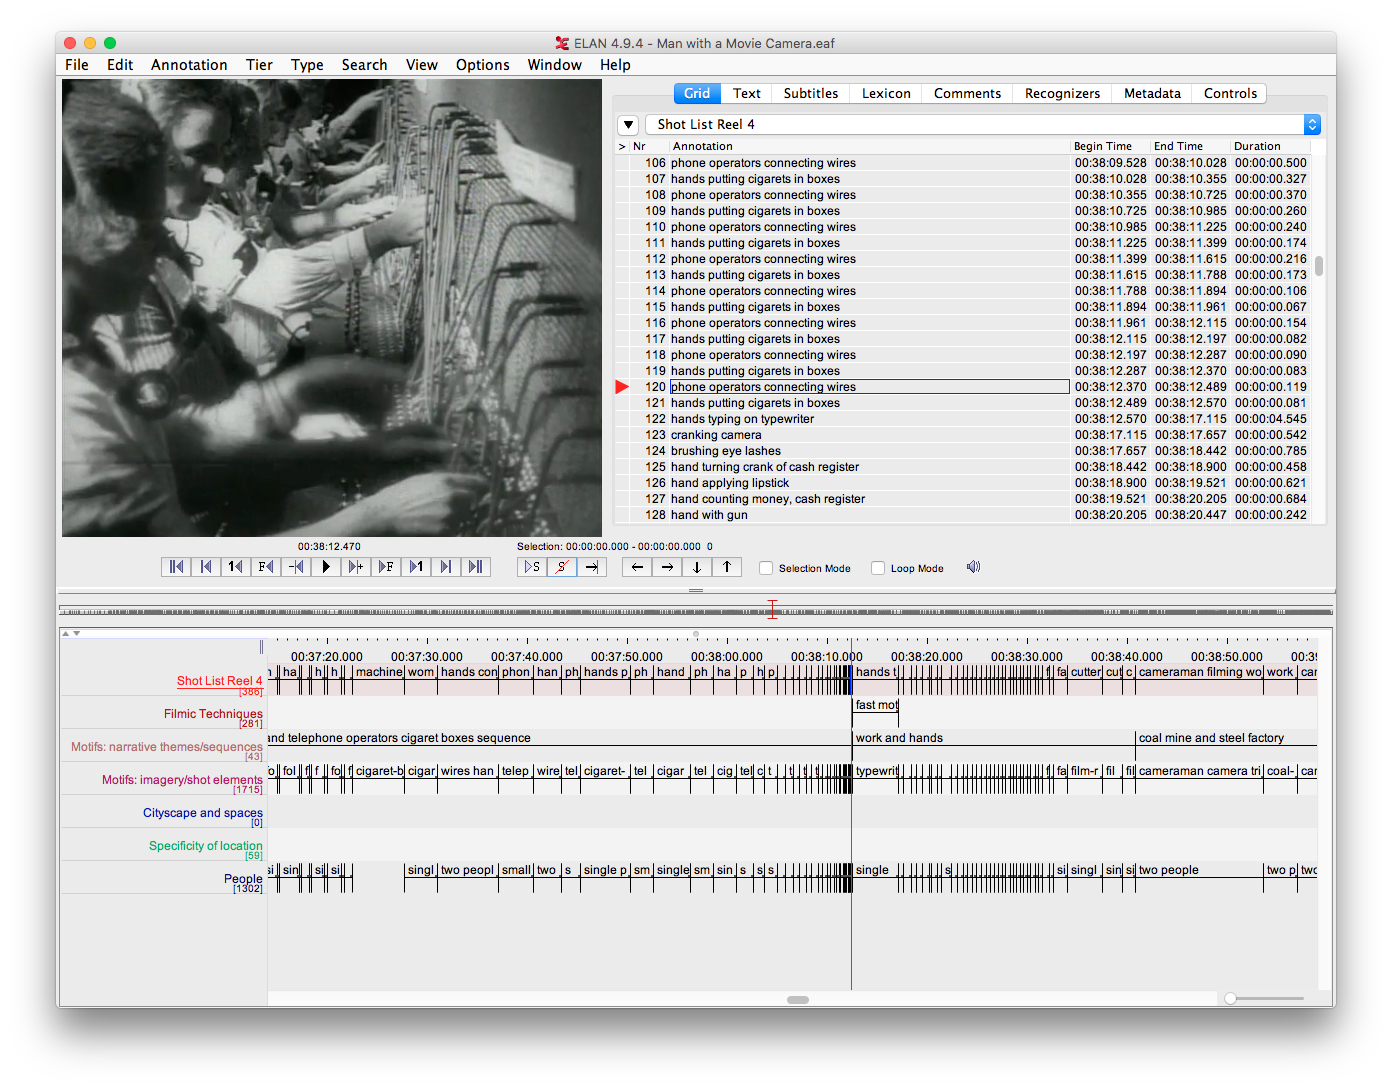 ELAN 4.9.4 - Man with a Movie Camera.eaf
File Edit Annotation Tier Type Search View Options Window Help
Grid Text Subtitles Lexicon Comments Recognizers Metadata Controls
Shot List Reel 4
> Nr Annotation Begin Time End Time Duration
106 phone operators connecting wires 00:38:09.528 00:38:10.028 00:00:00.500
107 hands putting cigarets in boxes 00:38:10.028 00:38:10.355 00:00:00.327
108 phone operators connecting wires 00:38:10.355 00:38:10.725 00:00:00.370
109 hands putting cigarets in boxes 00:38:10.725 00:38:10.985 00:00:00.260
110 phone operators connecting wires 00:38:10.985 00:38:11.225 00:00:00.240
111 hands putting cigarets in boxes 00:38:11.225 00:38:11.399 00:00:00.174
112 phone operators connecting wires 00:38:11.399 00:38:11.615 00:00:00.216
113 hands putting cigarets in boxes 00:38:11.615 00:38:11.788 00:00:00.173
114 phone operators connecting wires 00:38:11.788 00:38:11.894 00:00:00.106
115 hands putting cigarets in boxes 00:38:11.894 00:38:11.961 00:00:00.067
116 phone operators connecting wires 00:38:11.961 00:38:12.115 00:00:00.154
117 hands putting cigarets in boxes 00:38:12.115 00:38:12.197 00:00:00.082
118 phone operators connecting wires 00:38:12.197 00:38:12.287 00:00:00.090
119 hands putting cigarets in boxes 00:38:12.287 00:38:12.370 00:00:00.083
120 phone operators connecting wires 00:38:12.370 00:38:12.489 00:00:00.119
121 hands putting cigarets in boxes 00:38:12.489 00:38:12.570 00:00:00.081
122 hands typing on typewriter 00:38:12.570 00:38:17.115 00:00:04.545
123 cranking camera 00:38:17.115 00:38:17.657 00:00:00.542
124 brushing eye lashes 00:38:17.657 00:38:18.442 00:00:00.785
125 hand turning crank of cash register 00:38:18.442 00:38:18.900 00:00:00.458
126 hand applying lipstick 00:38:18.900 00:38:19.521 00:00:00.621
127 hand counting money, cash register 00:38:19.521 00:38:20.205 00:00:00.684
128 hand with gun 00:38:20.205 00:38:20.447 00:00:00.242
00:38:12.470 Selection: 00:00:00.000 - 00:00:00.000 0
1 F F 1 S S Selection Mode Loop Mode
00:37:20.000 00:37:30.000 00:37:40.000 00:37:50.000 00:38:00.000 00:38:10.000 00:38:20.000 00:38:30.000 00:38:40.000 00:38:50.000 00:39
Shot List Reel 4 ha h h machine wom hands con phon han ph hands p ph hand ph ha p h p hands t f fa cutter cut c cameraman filming wo work car
[386]
Filmic Techniques fast mot
[281]
Motifs: narrative themes/sequences and telephone operators cigaret boxes sequence work and hands coal mine and steel factory
[43]
Motifs: imagery/shot elements fo fol f f fo f cigaret-b cigar wires han telep wire tel cigaret- tel cigar tel cig tel c t t t t typewrit f fa film-r fil fil cameraman camera tri coal- car
[1715]
Cityscape and spaces
[0]
Specificity of location
[59]
People si sin si si singl two peopl small two s single p sm single sm sin s s s single s si singl sin si two people two p two
[1302]